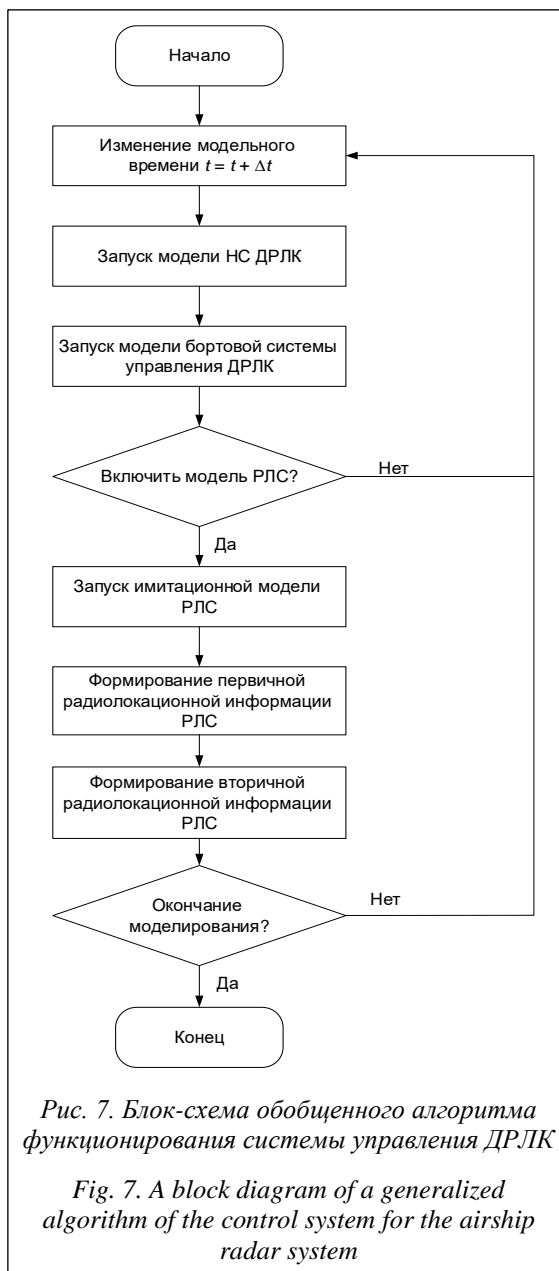 Начало
Изменение модельного
времени t = t + Δt
Запуск модели НС ДРЛК
Запуск модели бортовой системы
управления ДРЛК
Включить модель РЛС?
Нет
Да
Запуск имитационной модели
РЛС
Формирование первичной
радиолокационной информации
РЛС
Формирование вторичной
радиолокационной информации
РЛС
Окончание
моделирования?
Нет
Да
Конец
Рис. 7. Блок-схема обобщенного алгоритма
функционирования системы управления ДРЛК
Fig. 7. A block diagram of a generalized
algorithm of the control system for the airship
radar system